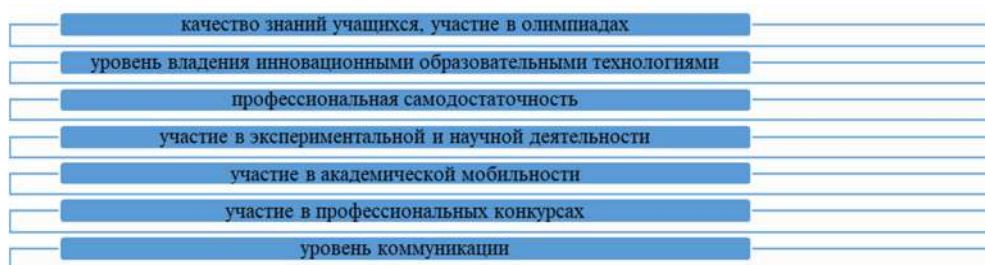 качество знаний учащихся, участие в олимпиадах
уровень владения инновационными образовательными технологиями
профессиональная самодостаточность
участие в экспериментальной и научной деятельности
участие в академической мобильности
участие в профессиональных конкурсах
уровень коммуникации